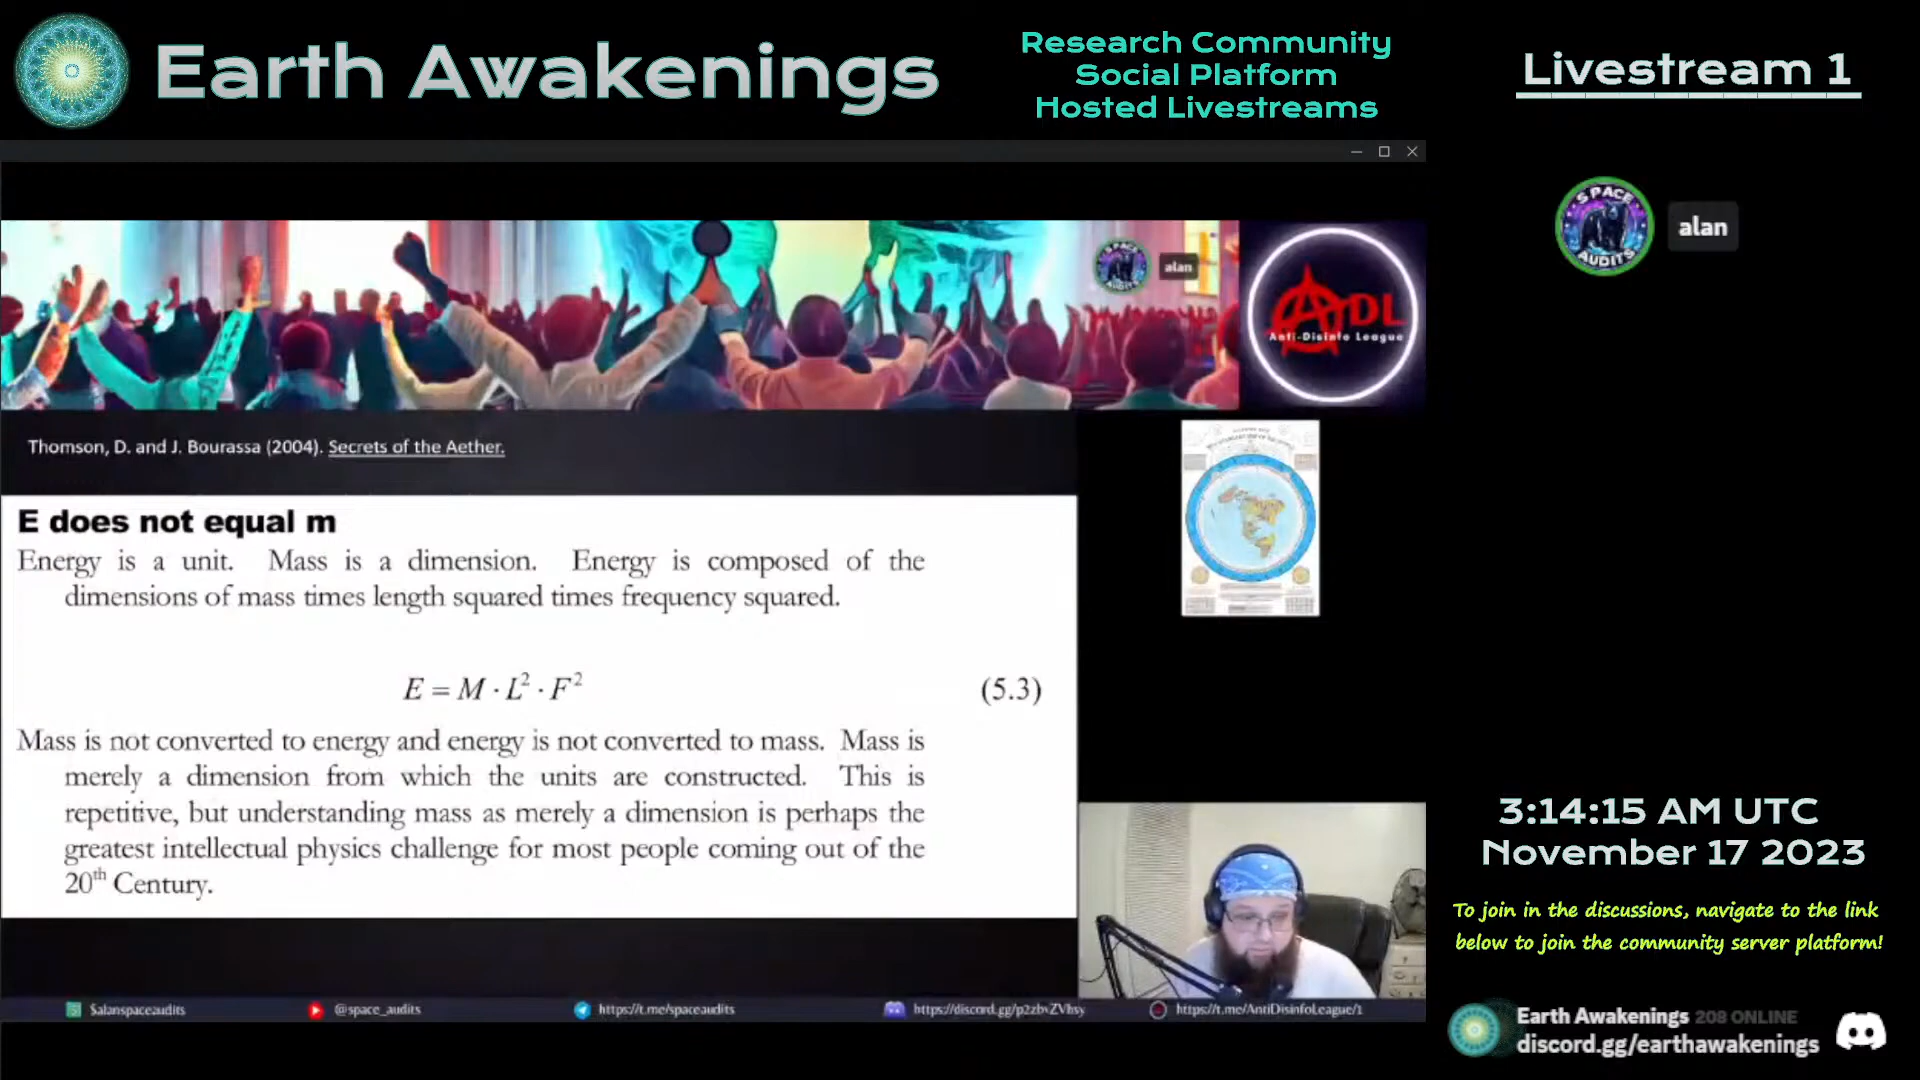 Earth Awakenings
Research Community
Social Platform
Hosted Livestreams
Livestream 1
SPACE
AUDITS
alan
alan
ADL
Anti-Disinfo League
Thomson, D. and J. Bourassa (2004). Secrets of the Aether.
E does not equal m
Energy is a unit. Mass is a dimension. Energy is composed of the
dimensions of mass times length squared times frequency squared.
E = M · L² · F² (5.3)
Mass is not converted to energy and energy is not converted to mass. Mass is
merely a dimension from which the units are constructed. This is
repetitive, but understanding mass as merely a dimension is perhaps the
greatest intellectual physics challenge for most people coming out of the
20th Century.
3:14:15 AM UTC
November 17 2023
To join in the discussions, navigate to the link
below to join the community server platform!
$alanspaceaudits
@space_audits
https://t.me/spaceaudits
https://t.me/AntiDisinfoLeague/1
Earth Awakenings 208 ONLINE
discord.gg/earthawakenings